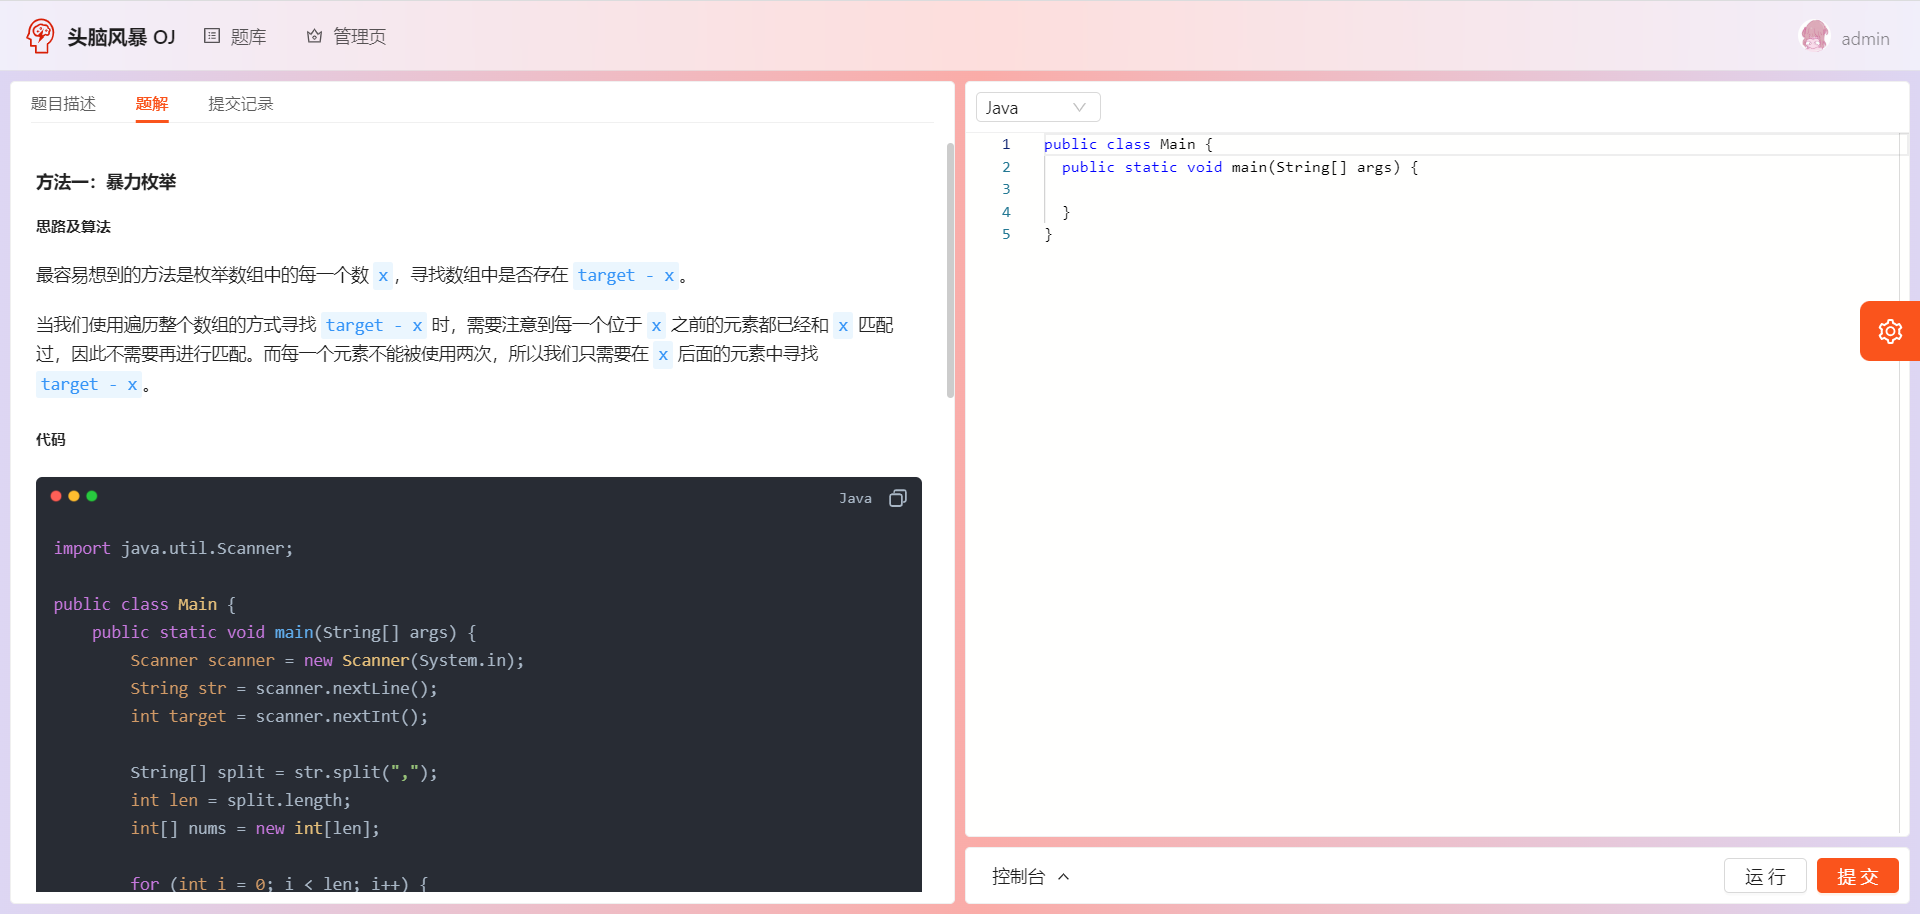 头脑风暴 OJ 题库 管理页 admin
题目描述 题解 提交记录
方法一：暴力枚举
思路及算法
最容易想到的方法是枚举数组中的每一个数 x，寻找数组中是否存在 target - x。
当我们使用遍历整个数组的方式寻找 target - x 时，需要注意到每一个位于 x 之前的元素都已经和 x 匹配
过，因此不需要再进行匹配。而每一个元素不能被使用两次，所以我们只需要在 x 后面的元素中寻找
target - x。
代码
Java
import java.util.Scanner;
public class Main {
    public static void main(String[] args) {
        Scanner scanner = new Scanner(System.in);
        String str = scanner.nextLine();
        int target = scanner.nextInt();
        String[] split = str.split(",");
        int len = split.length;
        int[] nums = new int[len];
        for (int i = 0; i < len; i++) {
Java
1 public class Main {
2   public static void main(String[] args) {
3
4   }
5 }
控制台
运行
提交